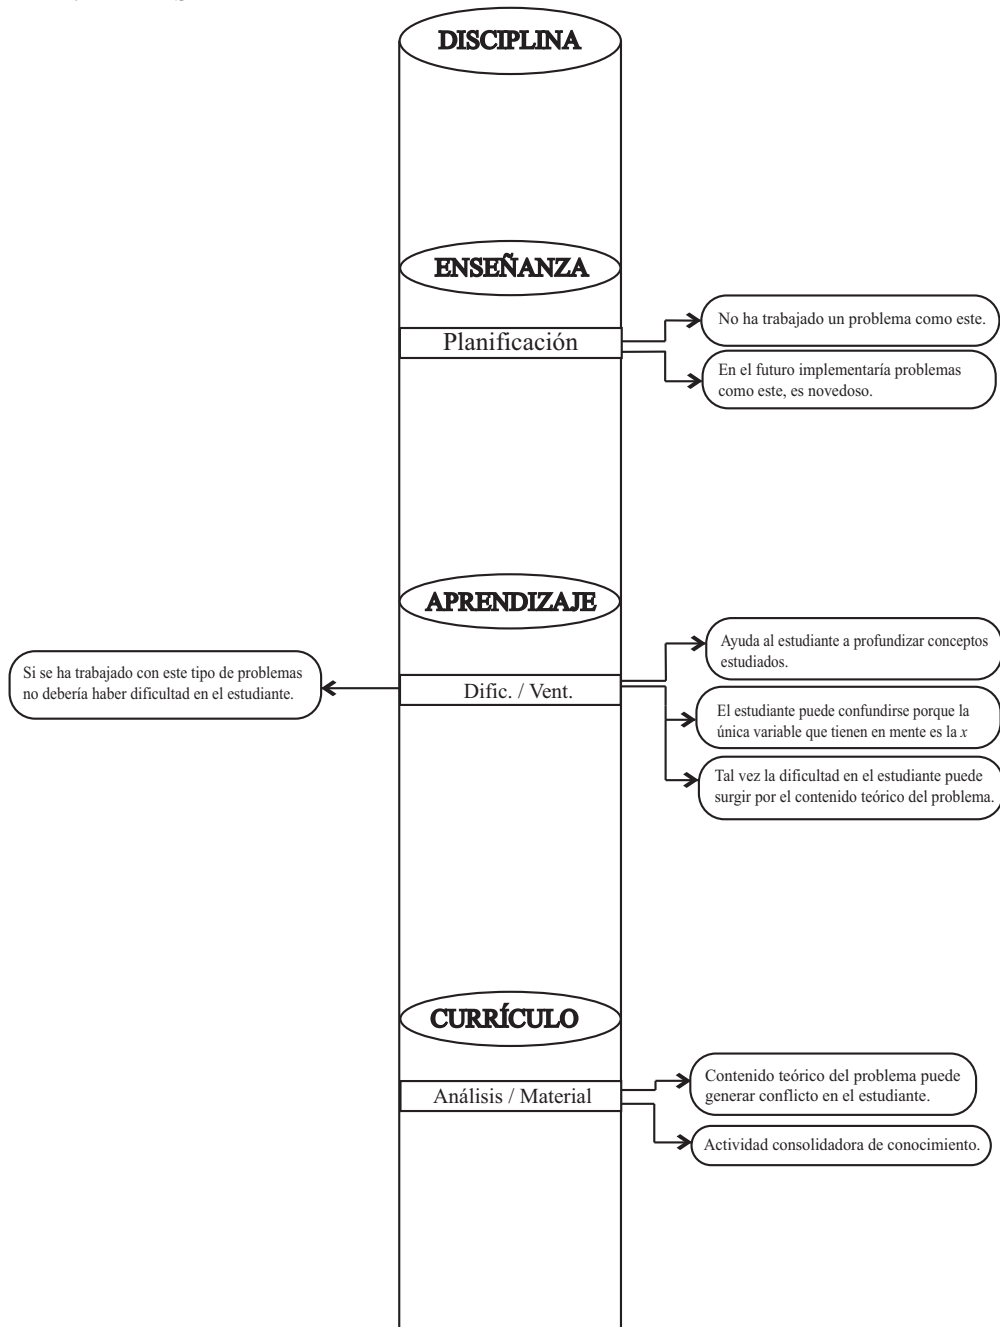 DISCIPLINA
ENSEÑANZA
Planificación
No ha trabajado un problema como este.
En el futuro implementaría problemas
como este, es novedoso.
APRENDIZAJE
Si se ha trabajado con este tipo de problemas
no debería haber dificultad en el estudiante.
Dific. / Vent.
Ayuda al estudiante a profundizar conceptos
estudiados.
El estudiante puede confundirse porque la
única variable que tienen en mente es la x
Tal vez la dificultad en el estudiante puede
surgir por el contenido teórico del problema.
CURRÍCULO
Análisis / Material
Contenido teórico del problema puede
generar conflicto en el estudiante.
Actividad consolidadora de conocimiento.